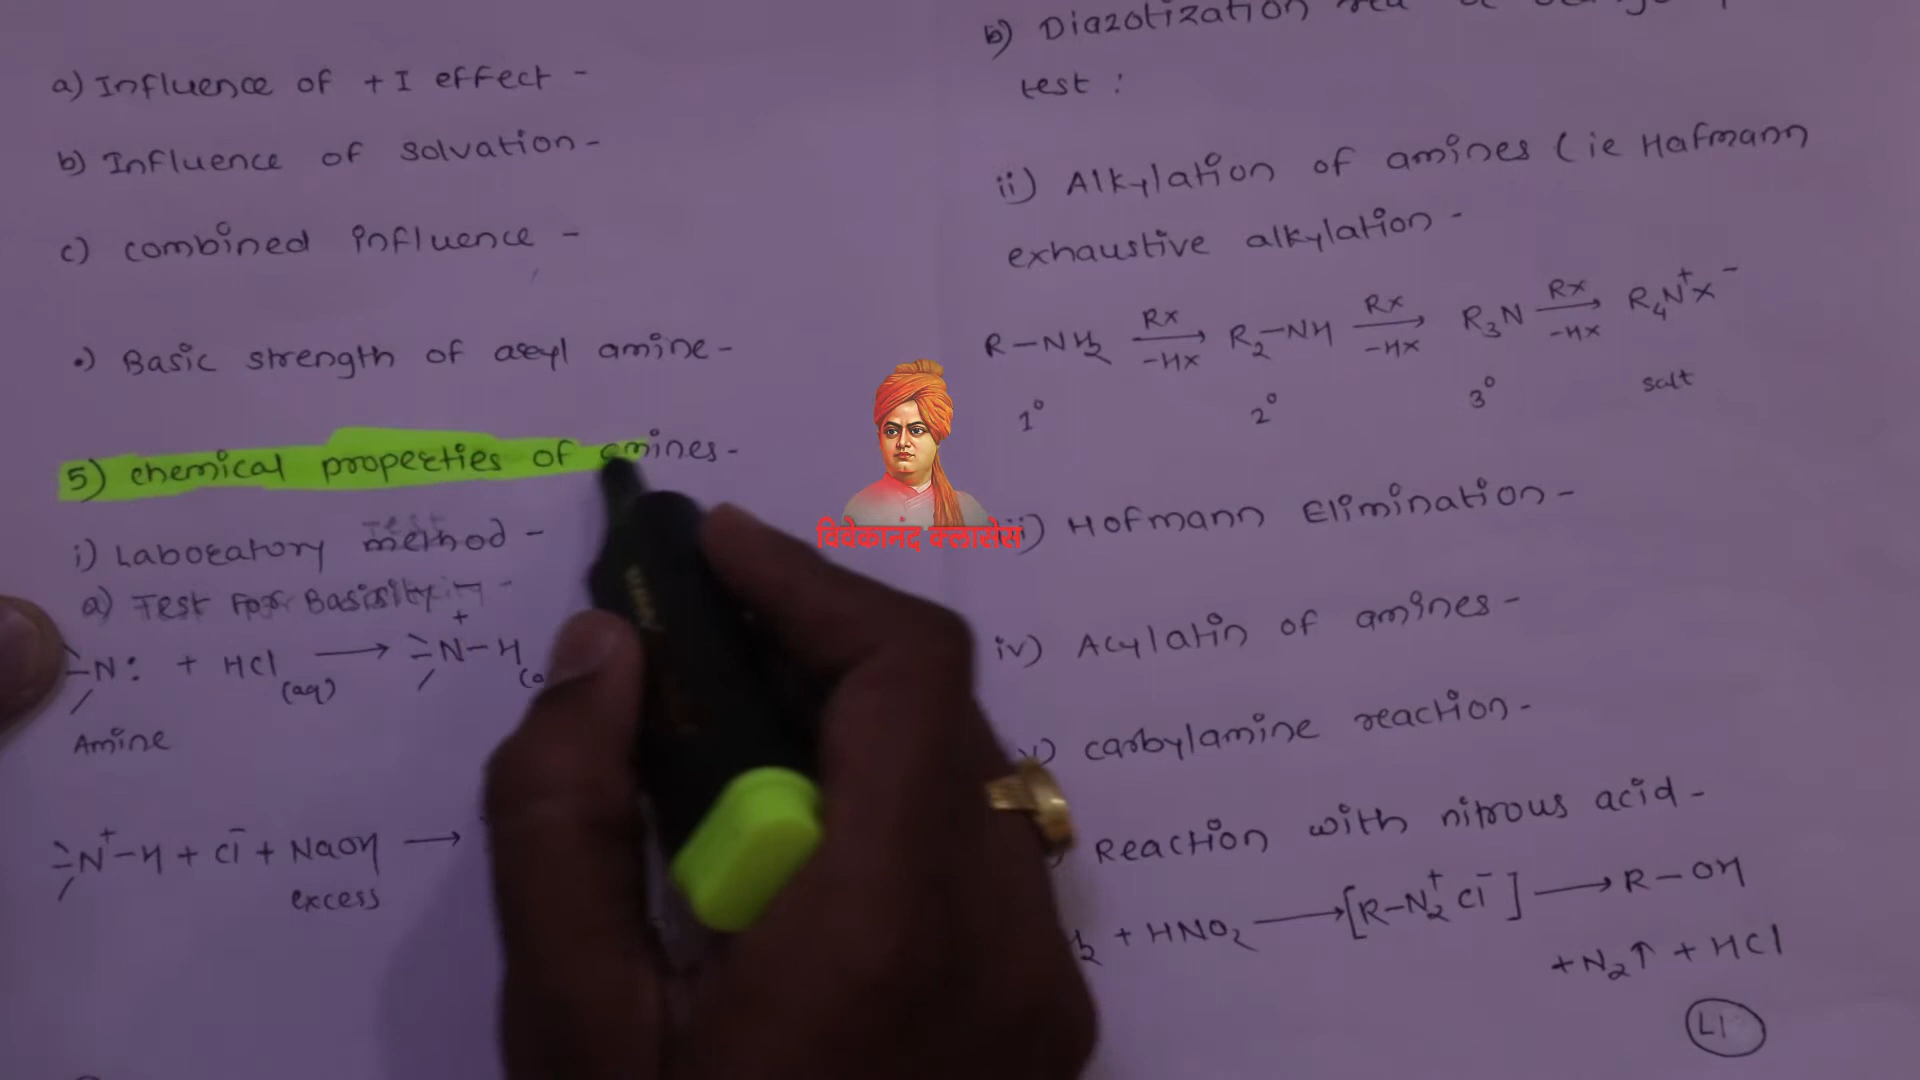 a) Influence of + I effect -
b) Influence of solvation -
c) combined influence -
•) Basic strength of aryl amine -
5) chemical properties of amines -
i) Laboratory method -
a) Test For Basicity -
-N: + HCl (aq) ⟶ -N⁺-H
Amine
-N⁺-H + Cl⁻ + NaOH ⟶
excess
b) Diazotization
test :
ii) Alkylation of amines ( ie Hafmann
exhaustive alkylation -
R-NH₂ RX → -HX R₂-NH RX → -HX R₃N RX → -HX R₄N⁺X⁻
1° 2° 3° salt
) Hofmann Elimination -
iv) Acylatin of amines -
v) carbylamine reaction -
Reaction with nitrous acid -
+ HNO₂ ⟶ [R-N₂⁺Cl⁻] ⟶ R-OH
+N₂↑ + HCl
L1
विवेकानंद क्लासेस